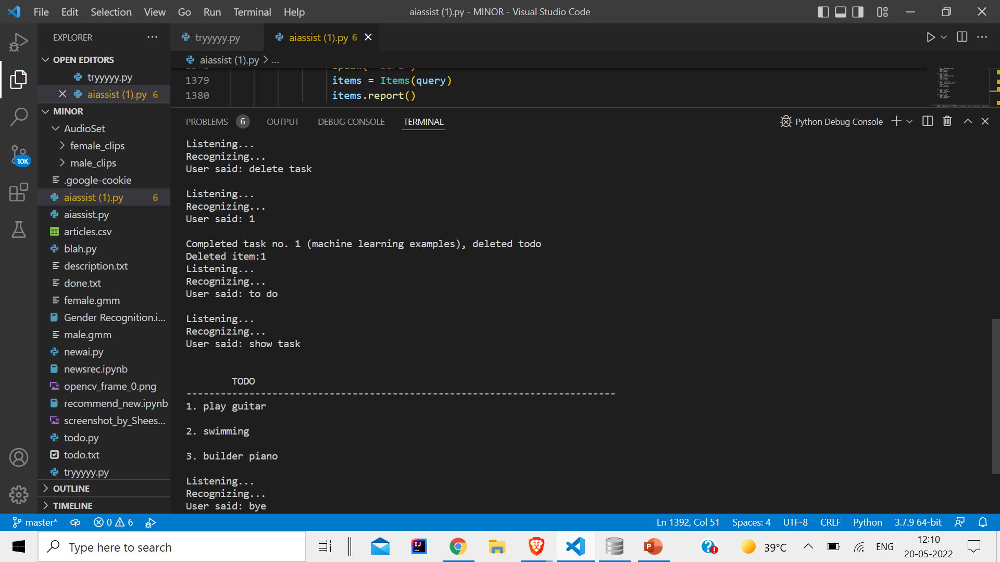 File Edit Selection View Go Run Terminal Help
aiassist (1).py - MINOR - Visual Studio Code
EXPLORER
OPEN EDITORS
tryyyyy.py
aiassist (1).py 6
MINOR
AudioSet
female_clips
male_clips
.google-cookie
aiassist (1).py 6
aiassist.py
articles.csv
blah.py
description.txt
done.txt
female.gmm
Gender Recognition.i...
male.gmm
newai.py
newsrec.ipynb
opencv_frame_0.png
recommend_new.ipynb
screenshot_by_Shees...
todo.py
todo.txt
tryyyyy.py
OUTLINE
TIMELINE
10K
tryyyyy.py
aiassist (1).py 6
aiassist (1).py > ...
1379 items = Items(query)
1380 items.report()
PROBLEMS 6 OUTPUT DEBUG CONSOLE TERMINAL
Python Debug Console
Listening...
Recognizing...
User said: delete task
Listening...
Recognizing...
User said: 1
Completed task no. 1 (machine learning examples), deleted todo
Deleted item:1
Listening...
Recognizing...
User said: to do
Listening...
Recognizing...
User said: show task
TODO
---------------------------------------------------------------------------
1. play guitar
2. swimming
3. builder piano
Listening...
Recognizing...
User said: bye
master* 0 6
Ln 1392, Col 51 Spaces: 4 UTF-8 CRLF Python 3.7.9 64-bit
Type here to search
39°C
ENG
12:10
20-05-2022